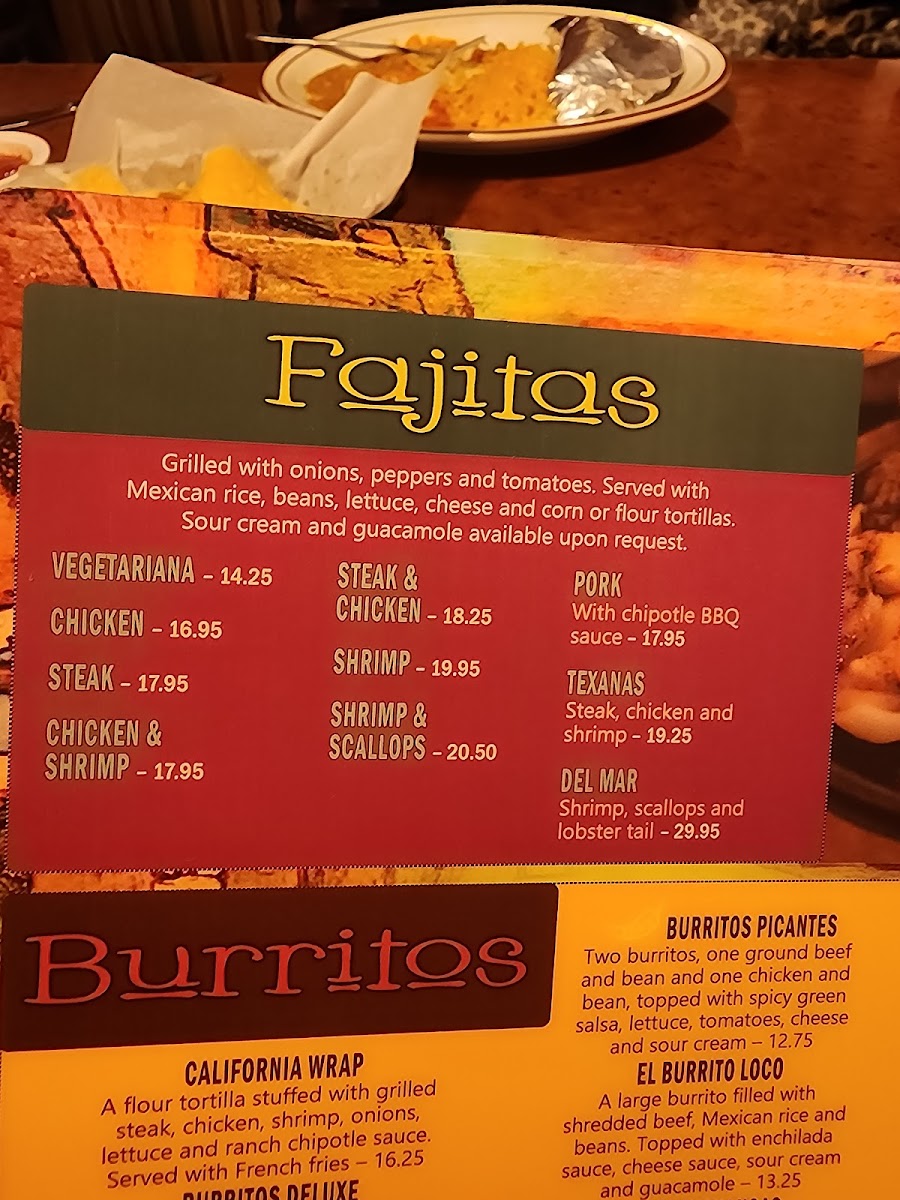 Fajitas
Grilled with onions, peppers and tomatoes. Served with
Mexican rice, beans, lettuce, cheese and corn or flour tortillas.
Sour cream and guacamole available upon request.
VEGETARIANA – 14.25
CHICKEN – 16.95
STEAK – 17.95
CHICKEN &
SHRIMP – 17.95
STEAK &
CHICKEN – 18.25
SHRIMP – 19.95
SHRIMP &
SCALLOPS – 20.50
PORK
With chipotle BBQ
sauce – 17.95
TEXANAS
Steak, chicken and
shrimp – 19.25
DEL MAR
Shrimp, scallops and
lobster tail – 29.95
Burritos
CALIFORNIA WRAP
A flour tortilla stuffed with grilled
steak, chicken, shrimp, onions,
lettuce and ranch chipotle sauce.
Served with French fries – 16.25
BURRITOS DELUXE
BURRITOS PICANTES
Two burritos, one ground beef
and bean and one chicken and
bean, topped with spicy green
salsa, lettuce, tomatoes, cheese
and sour cream – 12.75
EL BURRITO LOCO
A large burrito filled with
shredded beef, Mexican rice and
beans. Topped with enchilada
sauce, cheese sauce, sour cream
and guacamole – 13.25